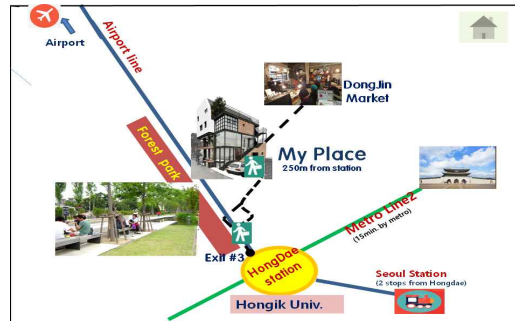 Airport
Airport line
DongJin
Market
Forest park
My Place
250m from station
Metro Line2
(15min. by metro)
Exit #3
HongDae
station
Seoul Station
(2 stops from Hongdae)
Hongik Univ.